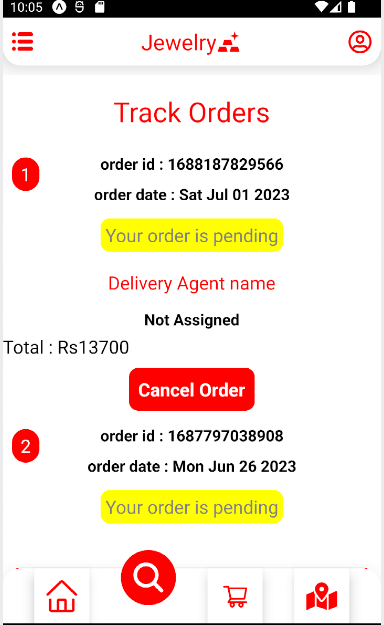 10:05
Jewelry
Track Orders
1
order id : 1688187829566
order date : Sat Jul 01 2023
Your order is pending
Delivery Agent name
Not Assigned
Total : Rs13700
Cancel Order
2
order id : 1687797038908
order date : Mon Jun 26 2023
Your order is pending